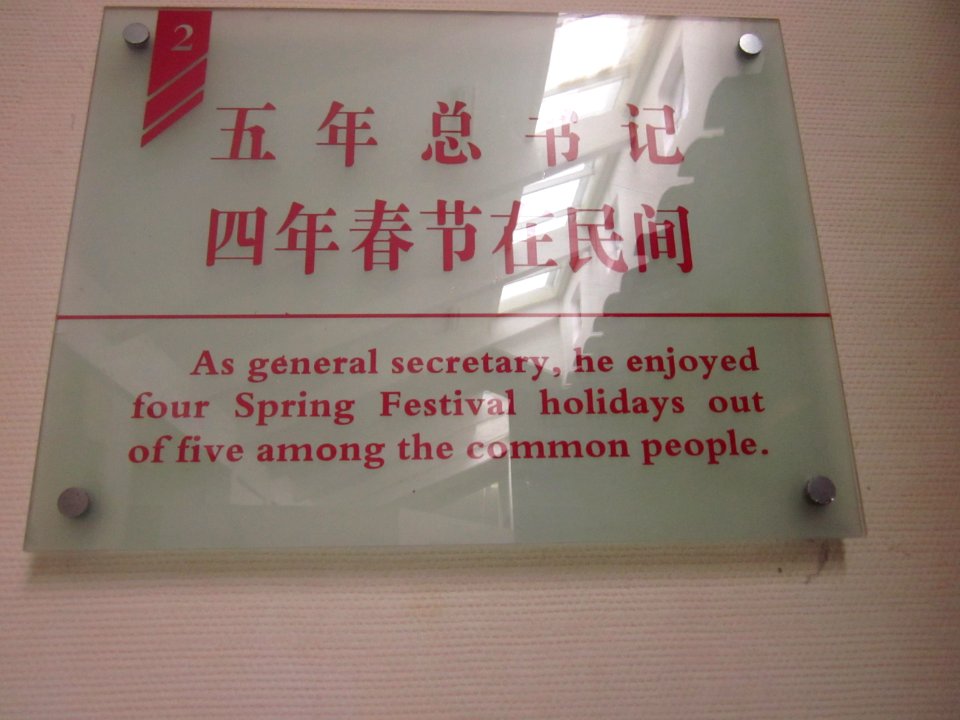 2
五年总书记
四年春节在民间
As general secretary, he enjoyed
four Spring Festival holidays out
of five among the common people.